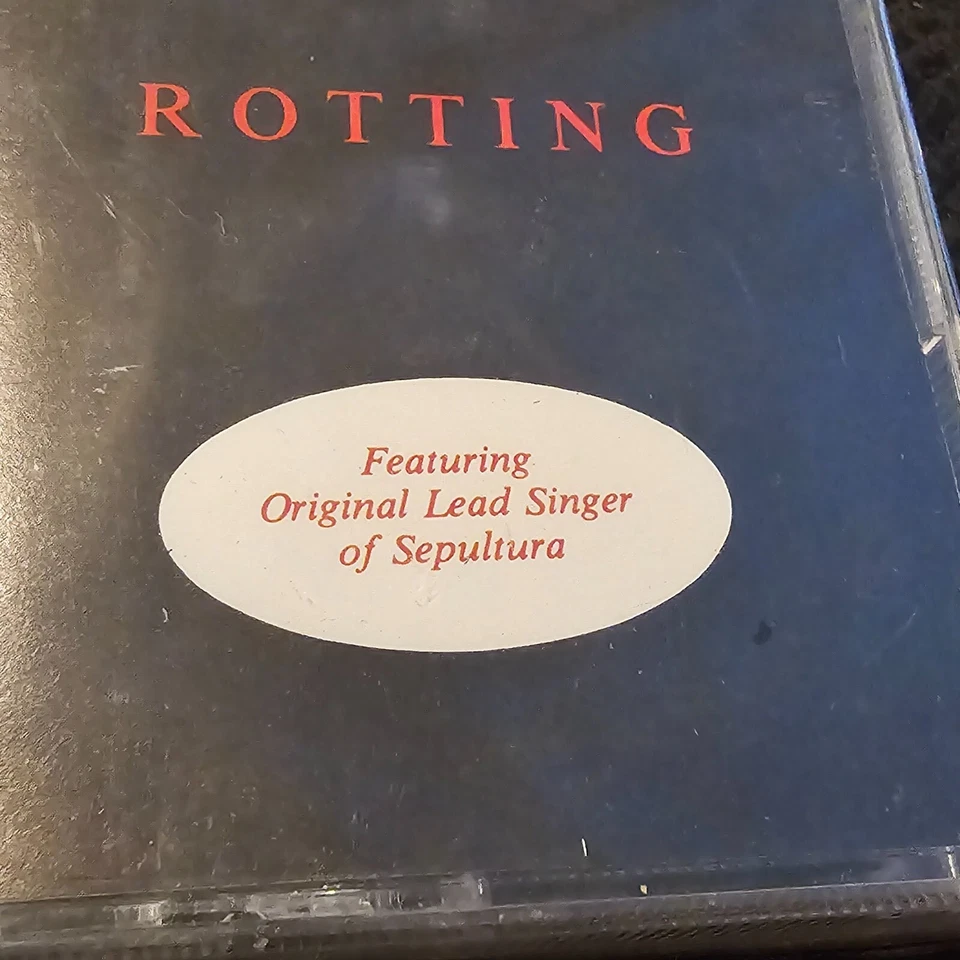 ROTTING
Featuring
Original Lead Singer
of Sepultura